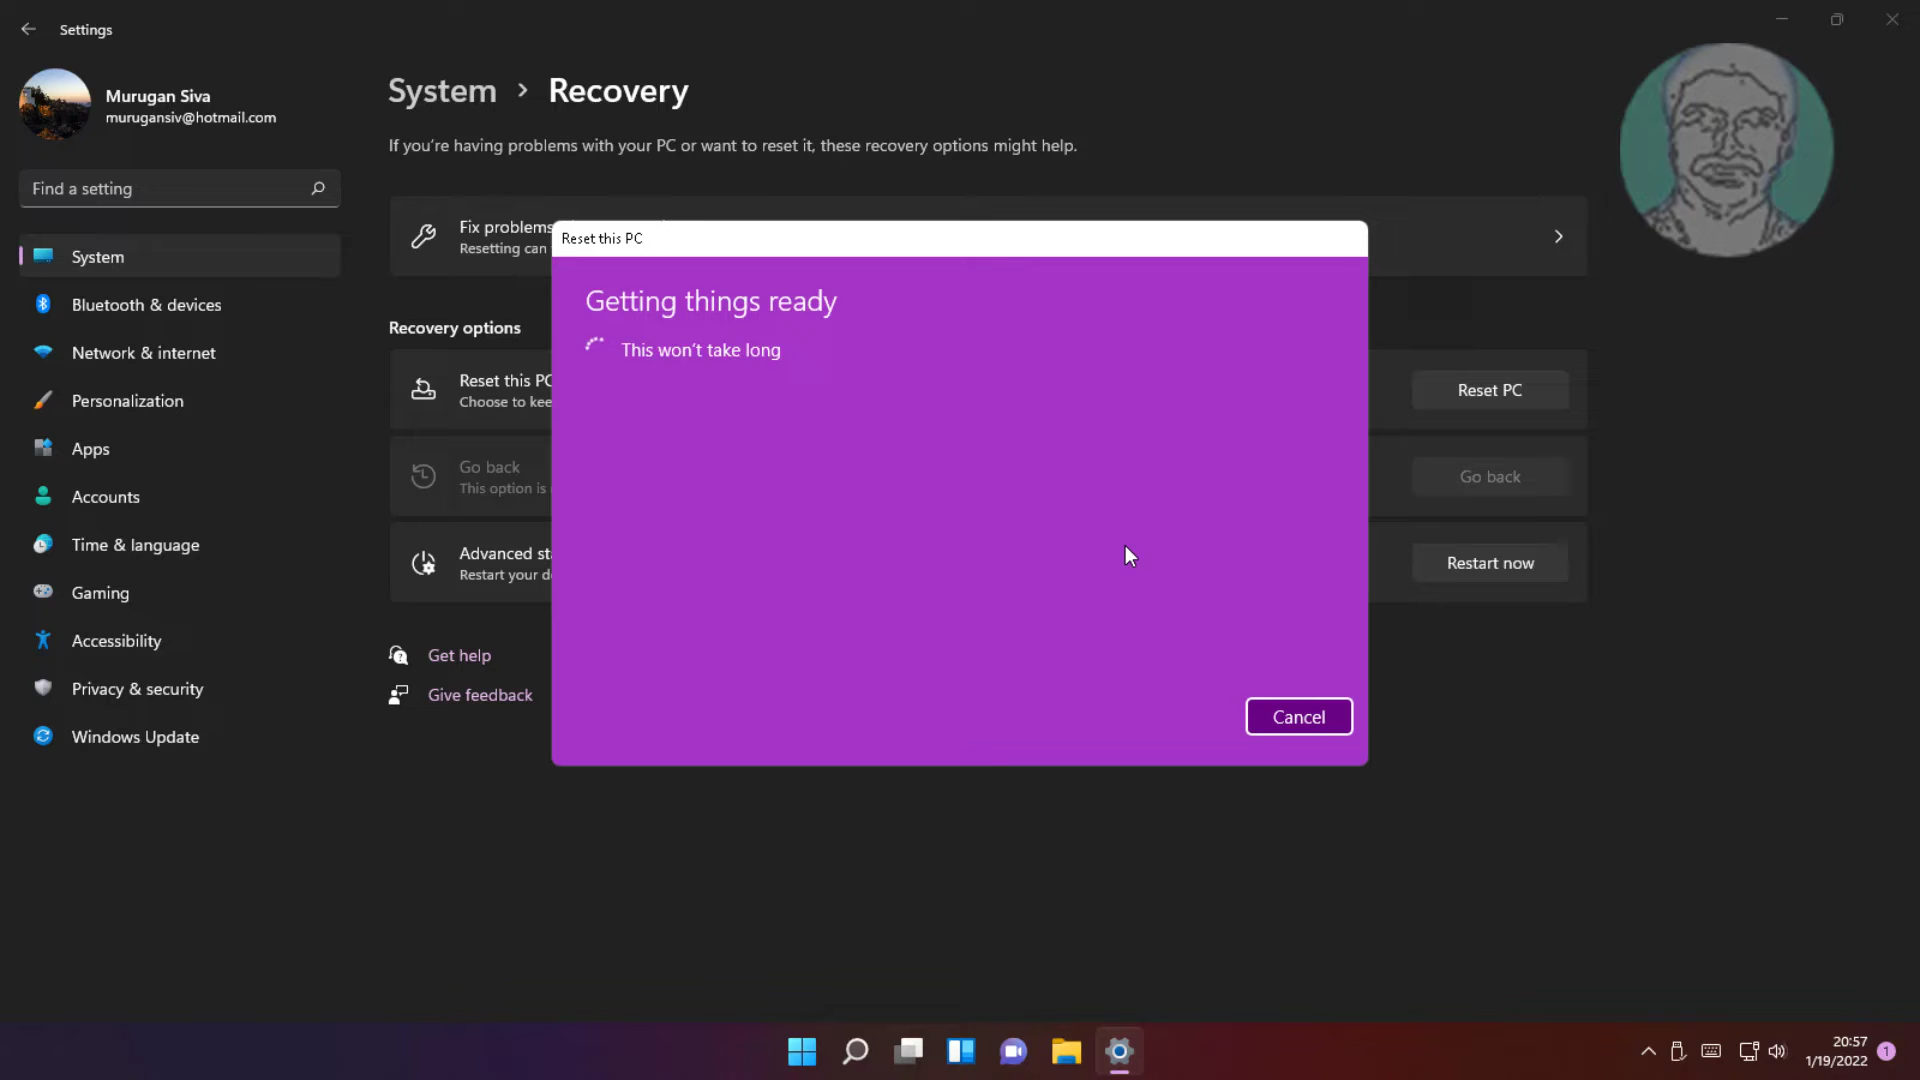 Settings
Murugan Siva
murugansiv@hotmail.com
Find a setting
System
Bluetooth & devices
Network & internet
Personalization
Apps
Accounts
Time & language
Gaming
Accessibility
Privacy & security
Windows Update
System > Recovery
If you're having problems with your PC or want to reset it, these recovery options might help.
Fix problems
Resetting can
Recovery options
Reset this PC
Choose to kee
Reset PC
Go back
This option is
Go back
Advanced sta
Restart your de
Restart now
Get help
Give feedback
Reset this PC
Getting things ready
This won't take long
Cancel
20:57
1/19/2022
1